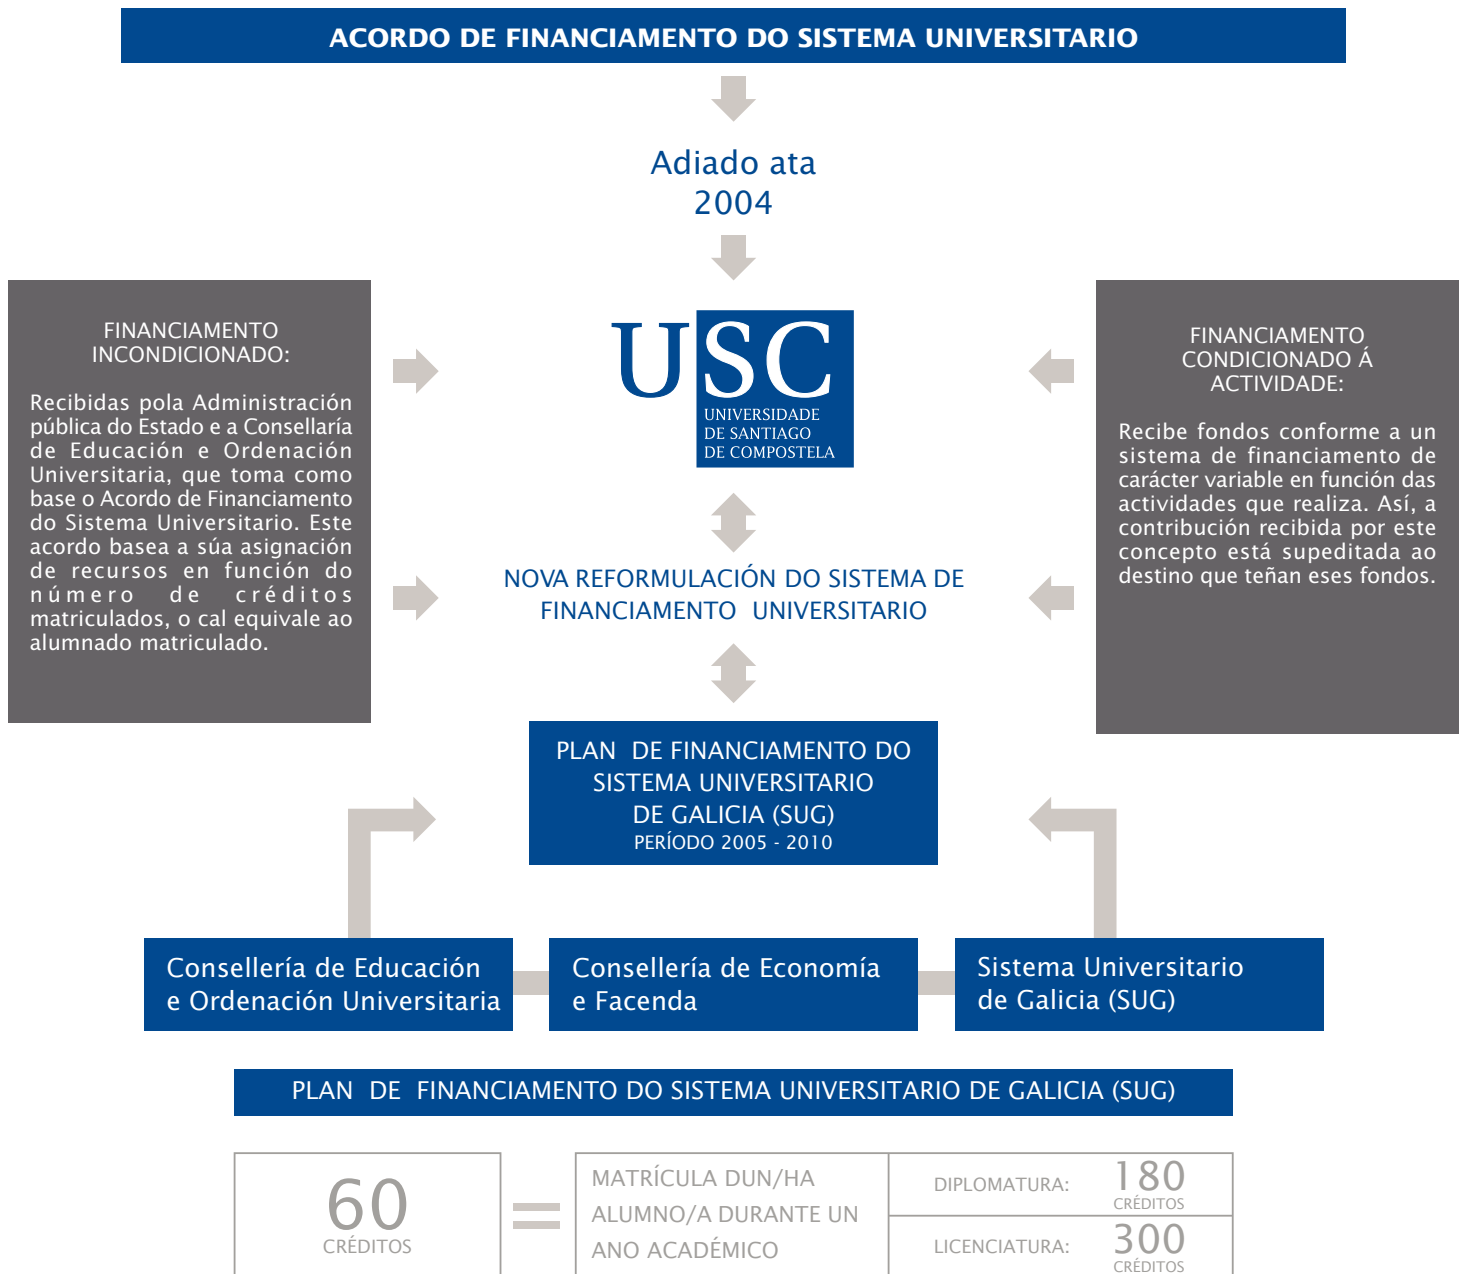 ACORDO DE FINANCIAMENTO DO SISTEMA UNIVERSITARIO
Adiado ata
2004
FINANCIAMENTO
INCONDICIONADO:
Recibidas pola Administración
pública do Estado e a Consellaría
de Educación e Ordenación
Universitaria, que toma como
base o Acordo de Financiamento
do Sistema Universitario. Este
acordo basea a súa asignación
de recursos en función do
número de créditos
matriculados, o cal equivale ao
alumnado matriculado.
USC
UNIVERSIDADE
DE SANTIAGO
DE COMPOSTELA
FINANCIAMENTO
CONDICIONADO Á
ACTIVIDADE:
Recibe fondos conforme a un
sistema de financiamento de
carácter variable en función das
actividades que realiza. Así, a
contribución recibida por este
concepto está supeditada ao
destino que teñan eses fondos.
NOVA REFORMULACIÓN DO SISTEMA DE
FINANCIAMENTO UNIVERSITARIO
PLAN DE FINANCIAMENTO DO
SISTEMA UNIVERSITARIO
DE GALICIA (SUG)
PERÍODO 2005 - 2010
Consellería de Educación
e Ordenación Universitaria
Consellería de Economía
e Facenda
Sistema Universitario
de Galicia (SUG)
PLAN DE FINANCIAMENTO DO SISTEMA UNIVERSITARIO DE GALICIA (SUG)
60
CRÉDITOS
=
MATRÍCULA DUN/HA
ALUMNO/A DURANTE UN
ANO ACADÉMICO
DIPLOMATURA: 180
CRÉDITOS
LICENCIATURA: 300
CRÉDITOS